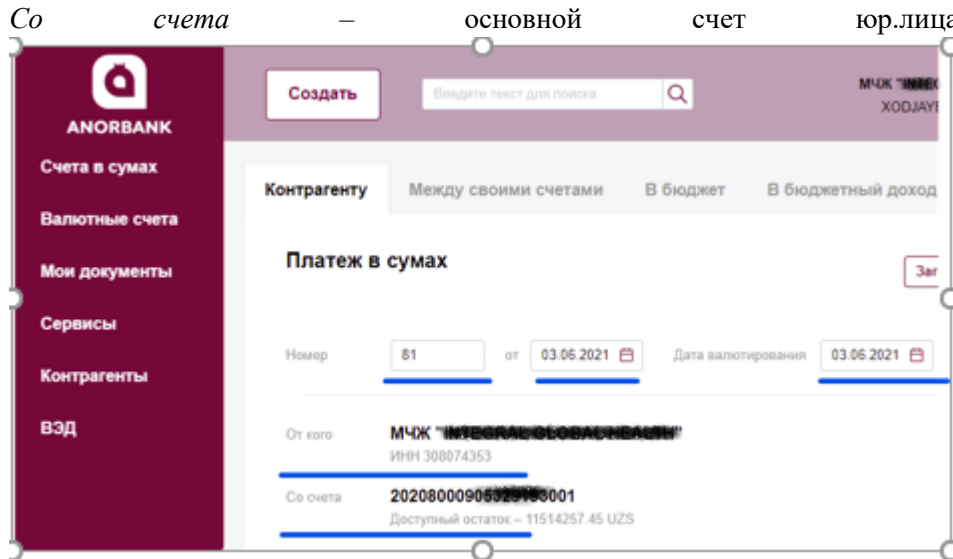 Со счета – основной счет юр.лица
ANORBANK
Создать
Введите текст для поиска
МЧЖ "
XODJAYE
Счета в сумах
Валютные счета
Мои документы
Сервисы
Контрагенты
ВЭД
Контрагенту Между своими счетами В бюджет В бюджетный доход
Платеж в сумах
Заг
Номер 81 от 03.06.2021 Дата валютирования 03.06.2021
От кого МЧЖ "
ИНН 308074353
Со счета
Доступный остаток – 11514257.45 UZS